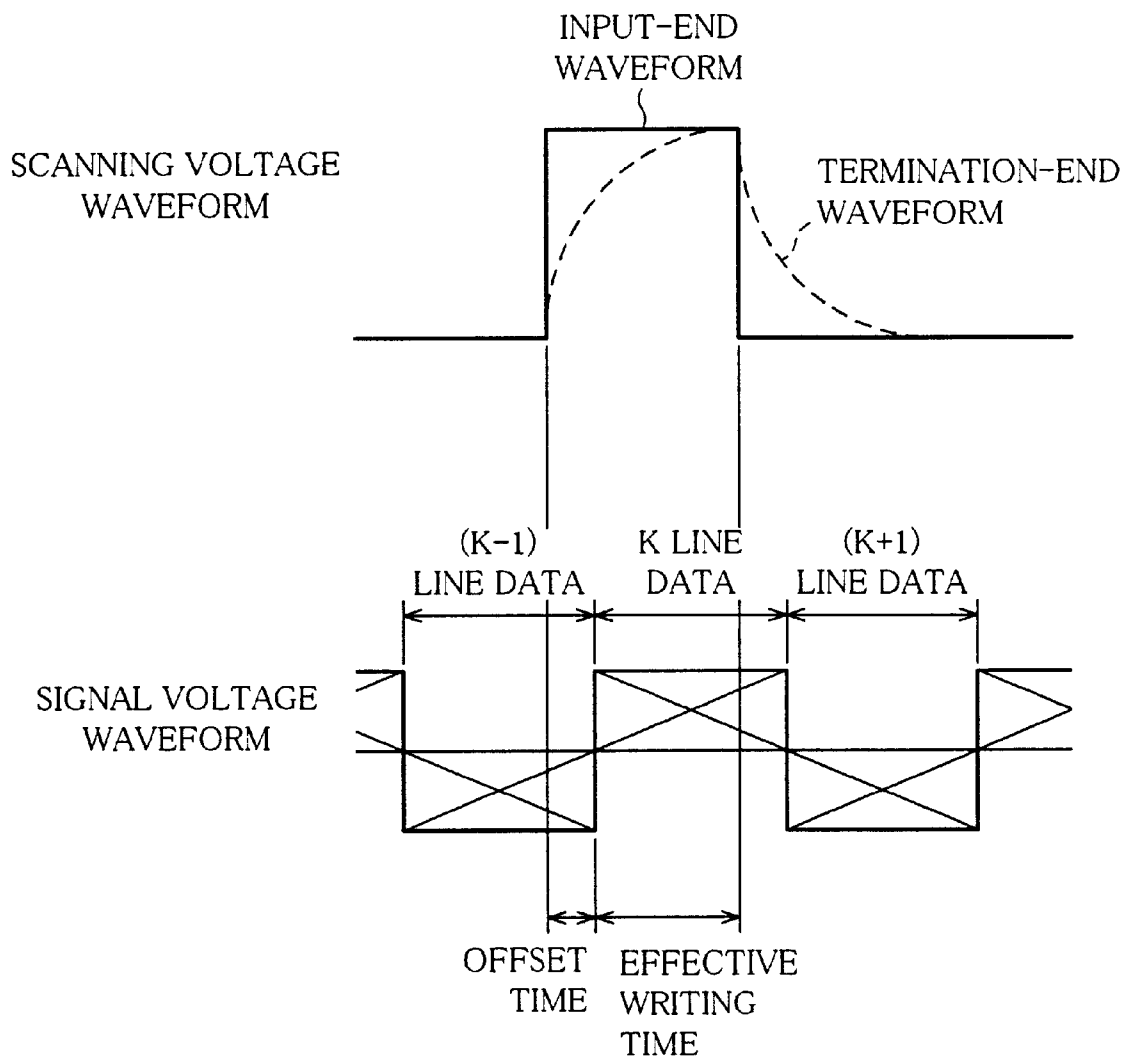 INPUT-END
WAVEFORM
SCANNING VOLTAGE
WAVEFORM
TERMINATION-END
WAVEFORM
(K-1)
LINE DATA
K LINE
DATA
(K+1)
LINE DATA
SIGNAL VOLTAGE
WAVEFORM
OFFSET
TIME
EFFECTIVE
WRITING
TIME